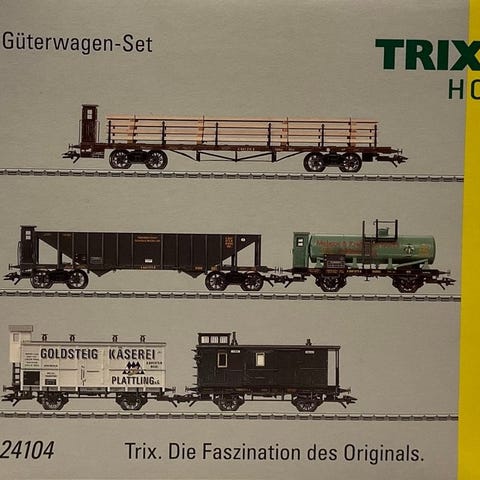 Güterwagen-Set
TRIX
HO
GOLDSTEIG KÄSEREI
PLATTLING
24104
Trix. Die Faszination des Originals.